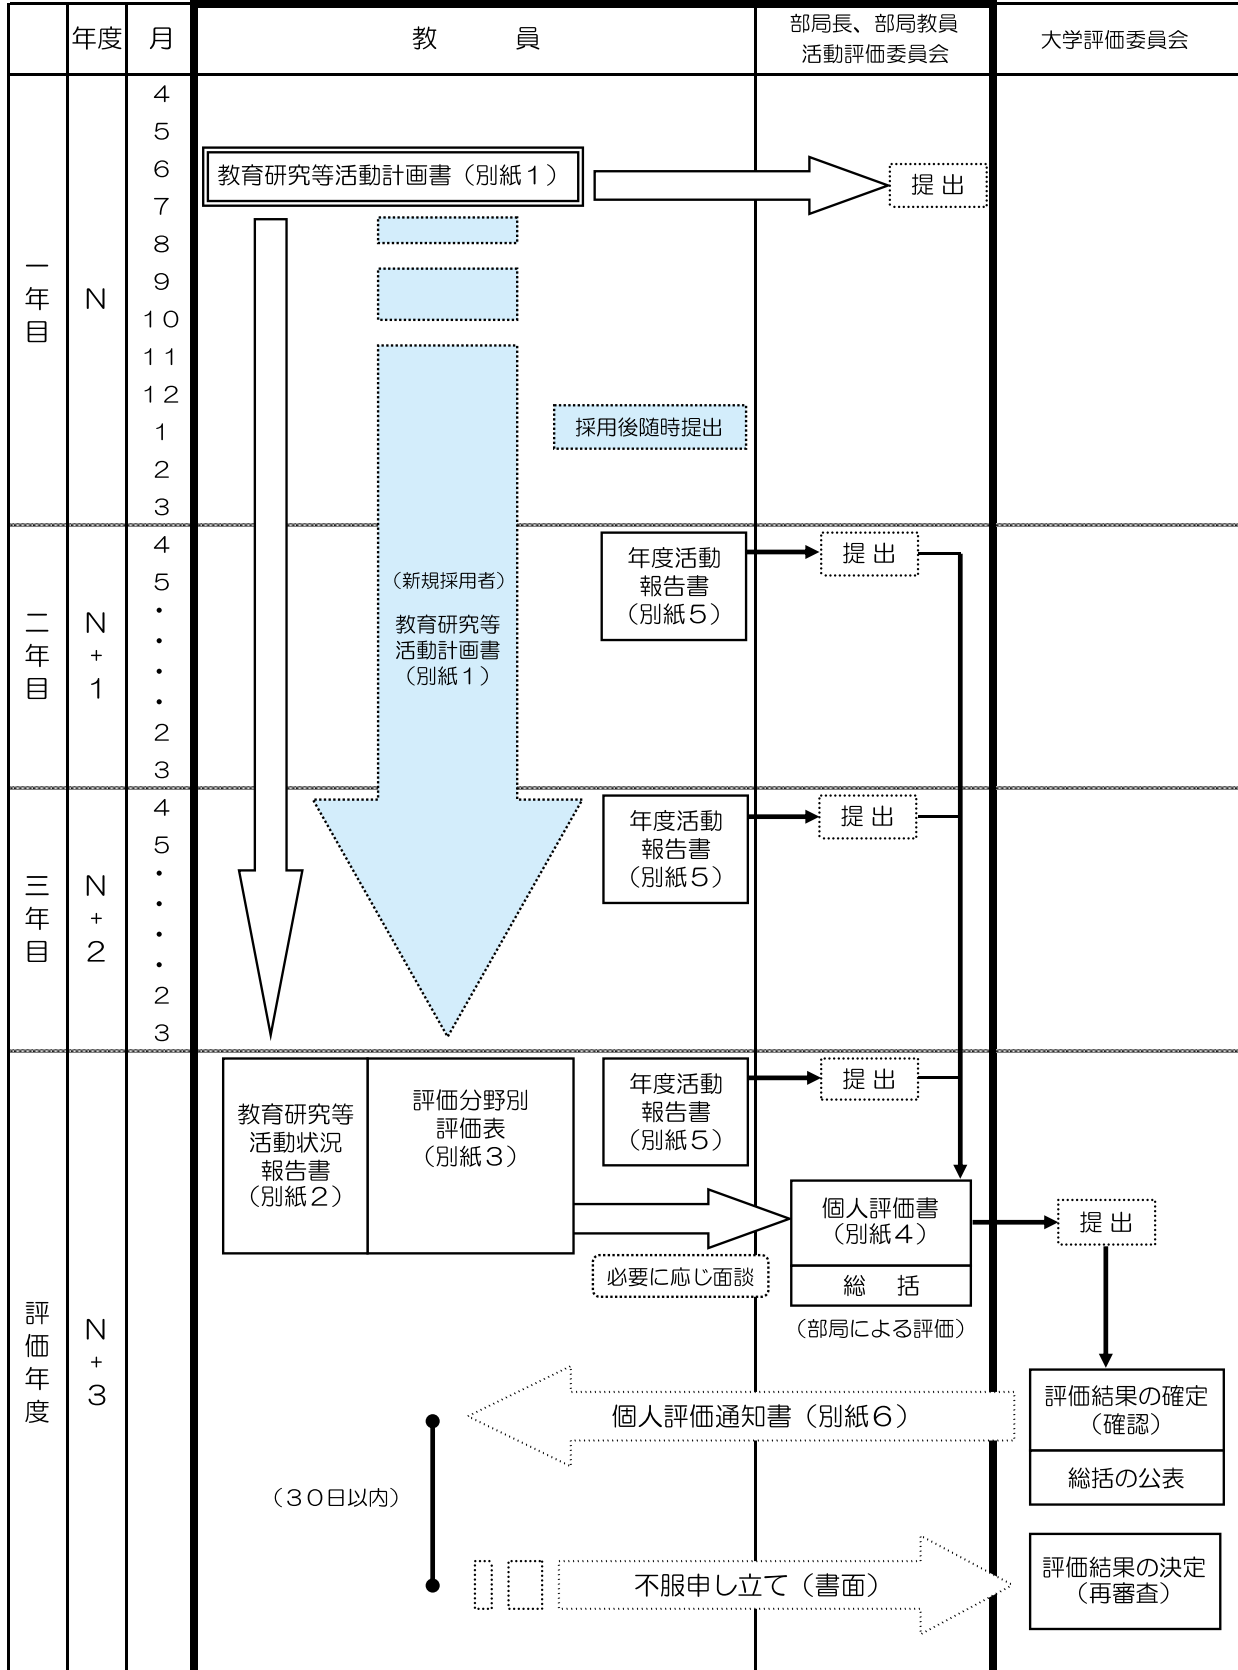 年度
月
教　員
部局長、部局教員
活動評価委員会
大学評価委員会
一年目
N
4
5
6
7
8
9
10
11
12
1
2
3
教育研究等活動計画書（別紙１）
提 出
採用後随時提出
二年目
N+1
4
5
・
・
・
・
2
3
（新規採用者）
教育研究等
活動計画書
（別紙１）
年度活動
報告書
（別紙５）
提 出
三年目
N+2
4
5
・
・
・
・
2
3
年度活動
報告書
（別紙５）
提 出
評価年度
N+3
教育研究等
活動状況
報告書
（別紙２）
評価分野別
評価表
（別紙３）
年度活動
報告書
（別紙５）
提 出
必要に応じ面談
個人評価書
（別紙４）
総　括
（部局による評価）
提 出
評価結果の確定
（確認）
総括の公表
個人評価通知書（別紙６）
（３０日以内）
不服申し立て（書面）
評価結果の決定
（再審査）